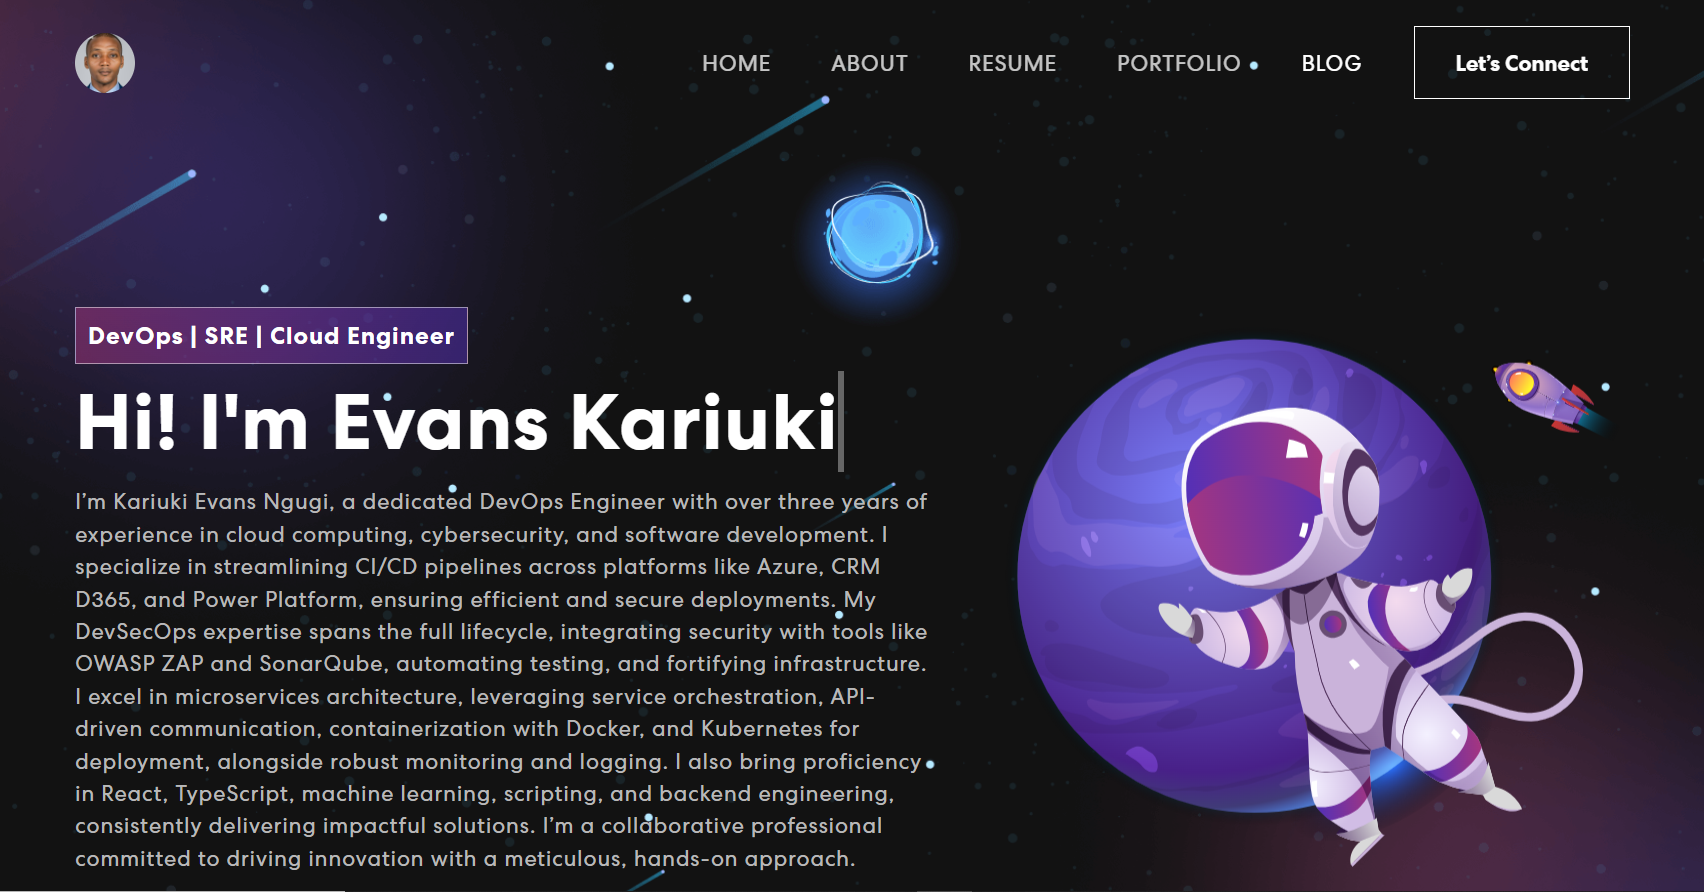 HOME ABOUT RESUME PORTFOLIO BLOG Let’s Connect
DevOps | SRE | Cloud Engineer
Hi! I'm Evans Kariuki
I’m Kariuki Evans Ngugi, a dedicated DevOps Engineer with over three years of
experience in cloud computing, cybersecurity, and software development. I
specialize in streamlining CI/CD pipelines across platforms like Azure, CRM
D365, and Power Platform, ensuring efficient and secure deployments. My
DevSecOps expertise spans the full lifecycle, integrating security with tools like
OWASP ZAP and SonarQube, automating testing, and fortifying infrastructure.
I excel in microservices architecture, leveraging service orchestration, API-
driven communication, containerization with Docker, and Kubernetes for
deployment, alongside robust monitoring and logging. I also bring proficiency
in React, TypeScript, machine learning, scripting, and backend engineering,
consistently delivering impactful solutions. I’m a collaborative professional
committed to driving innovation with a meticulous, hands-on approach.